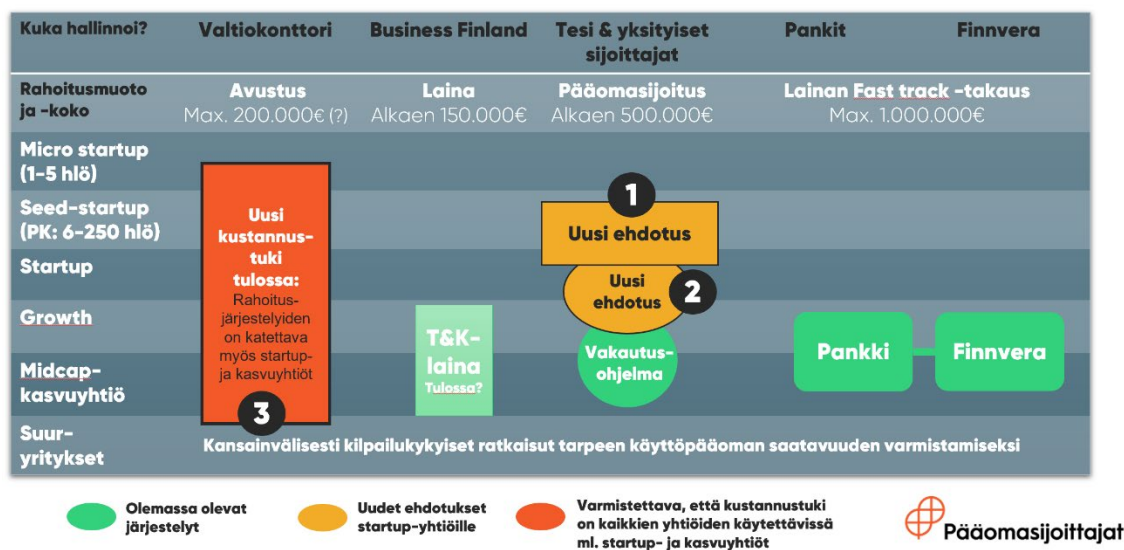 Kuka hallinnoi?
Valtiokonttori
Business Finland
Tesi & yksityiset
sijoittajat
Pankit
Finnvera
Rahoitusmuoto
ja -koko
Avustus
Max. 200.000€ (?)
Laina
Alkaen 150.000€
Pääomasijoitus
Alkaen 500.000€
Lainan Fast track -takaus
Max. 1.000.000€
Micro startup
(1-5 hlö)
Seed-startup
(PK: 6-250 hlö)
Startup
Growth
Midcap-
kasvuyhtiö
Suur-
yritykset
Uusi
kustannus-
tuki
tulossa:
Rahoitus-
järjestelyiden
on katettava
myös startup-
ja kasvuyhtiöt
3
T&K-
laina
Tulossa?
1
Uusi ehdotus
Uusi
ehdotus
2
Vakautus-
ohjelma
Pankki
Finnvera
Kansainvälisesti kilpailukykyiset ratkaisut tarpeen käyttöpääoman saatavuuden varmistamiseksi
Olemassa olevat
järjestelyt
Uudet ehdotukset
startup-yhtiöille
Varmistettava, että kustannustuki
on kaikkien yhtiöiden käytettävissä
ml. startup- ja kasvuyhtiöt
Pääomasijoittajat